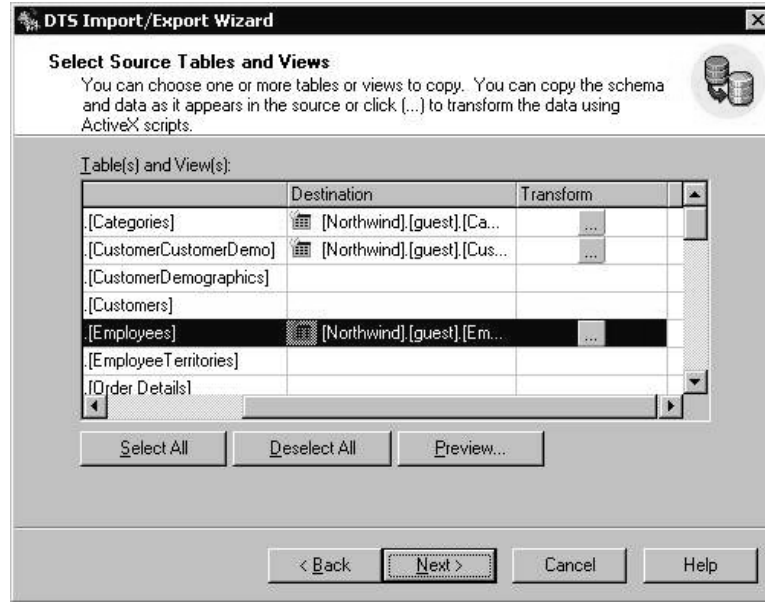 DTS Import/Export Wizard
Select Source Tables and Views
You can choose one or more tables or views to copy. You can copy the schema
and data as it appears in the source or click (...) to transform the data using
ActiveX scripts.
Table(s) and View(s):
Destination Transform
.[Categories] [Northwind].[guest].[Ca... ...
.[CustomerCustomerDemo] [Northwind].[guest].[Cus... ...
.[CustomerDemographics]
.[Customers]
.[Employees] [Northwind].[guest].[Em... ...
.[EmployeeTerritories]
.[Order Details]
Select All Deselect All Preview...
< Back Next > Cancel Help